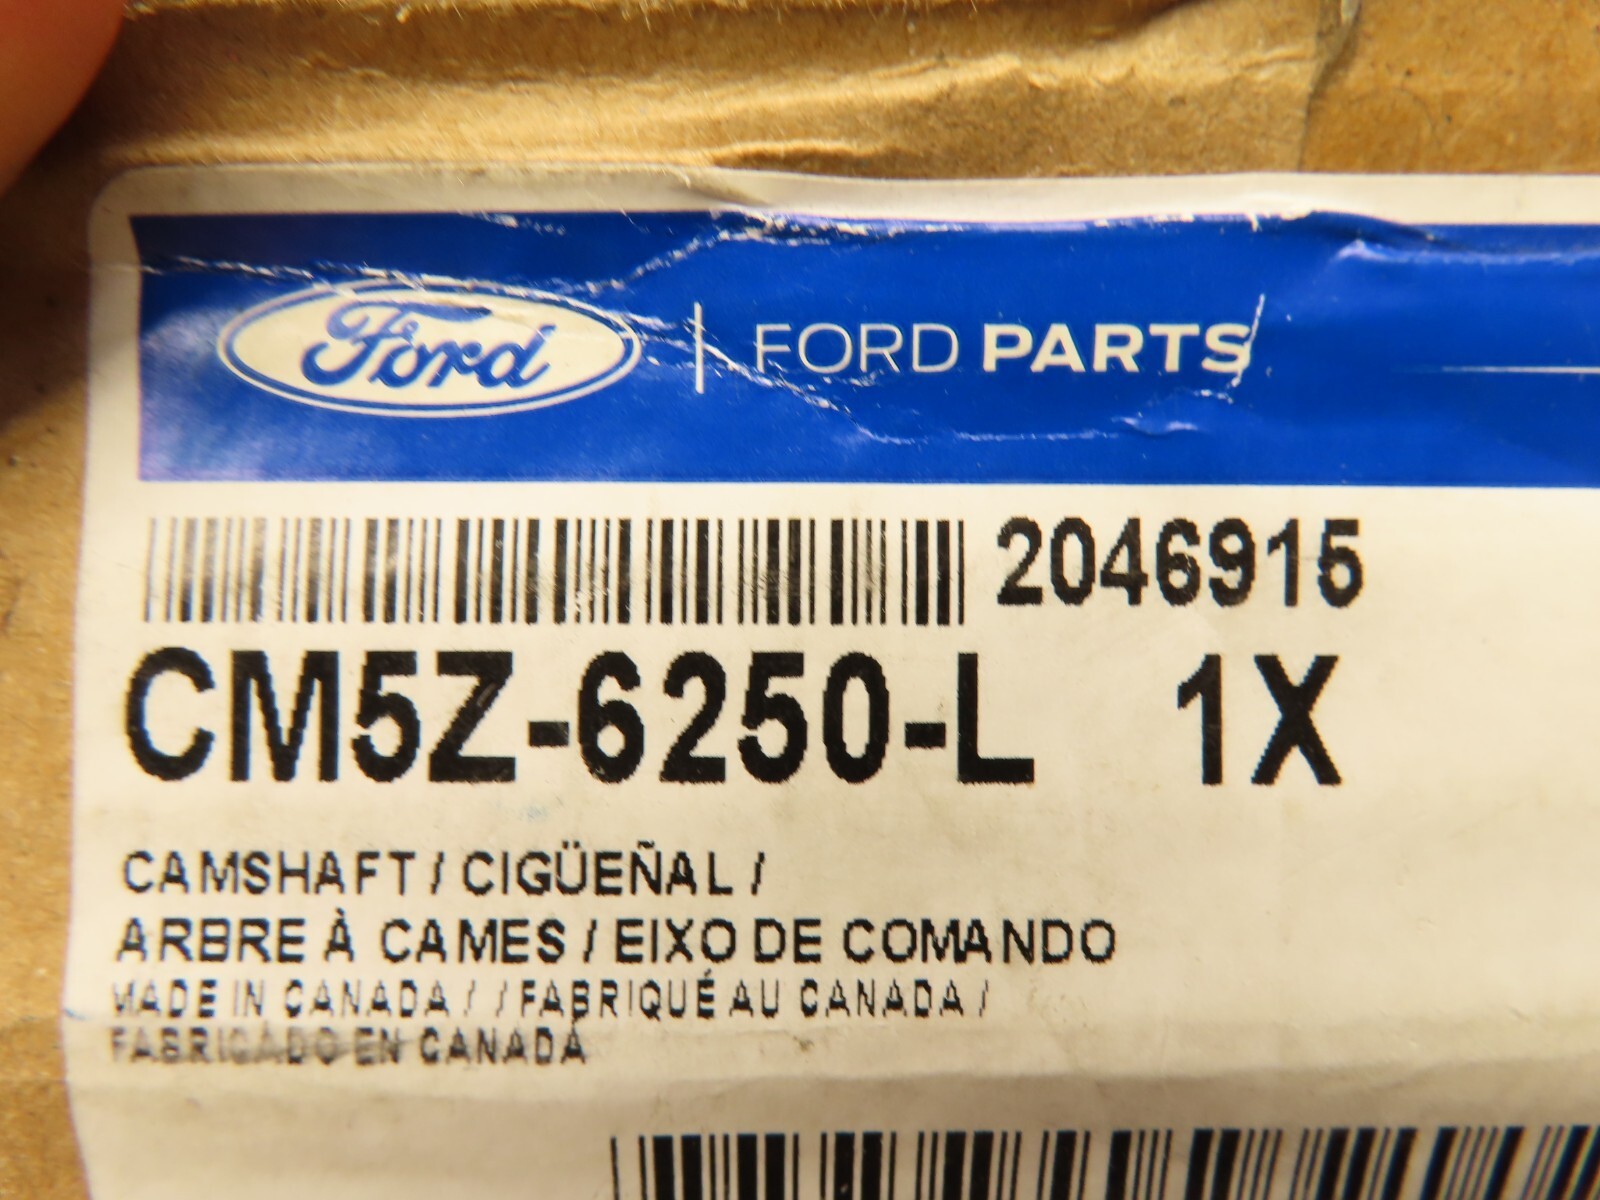 Ford | FORD PARTS
2046915
CM5Z-6250-L 1X
CAMSHAFT / CIGÜEÑAL /
ARBRE À CAMES / EIXO DE COMANDO
MADE IN CANADA / / FABRIQUÉ AU CANADA /
FABRICADO EN CANADÁ